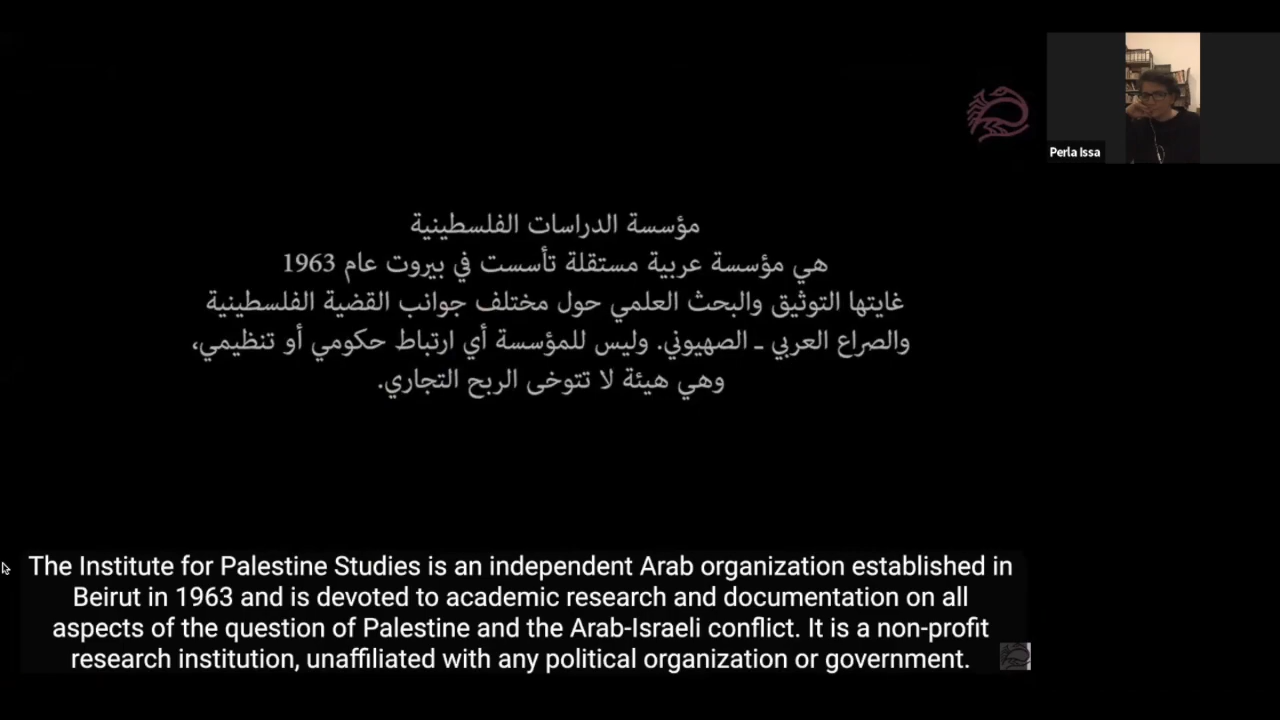 Perla Issa
مؤسسة الدراسات الفلسطينية
هي مؤسسة عربية مستقلة تأسست في بيروت عام 1963
غايتها التوثيق والبحث العلمي حول مختلف جوانب القضية الفلسطينية
والصراع العربي ـ الصهيوني. وليس للمؤسسة أي ارتباط حكومي أو تنظيمي،
وهي هيئة لا تتوخى الربح التجاري.
The Institute for Palestine Studies is an independent Arab organization established in
Beirut in 1963 and is devoted to academic research and documentation on all
aspects of the question of Palestine and the Arab-Israeli conflict. It is a non-profit
research institution, unaffiliated with any political organization or government.